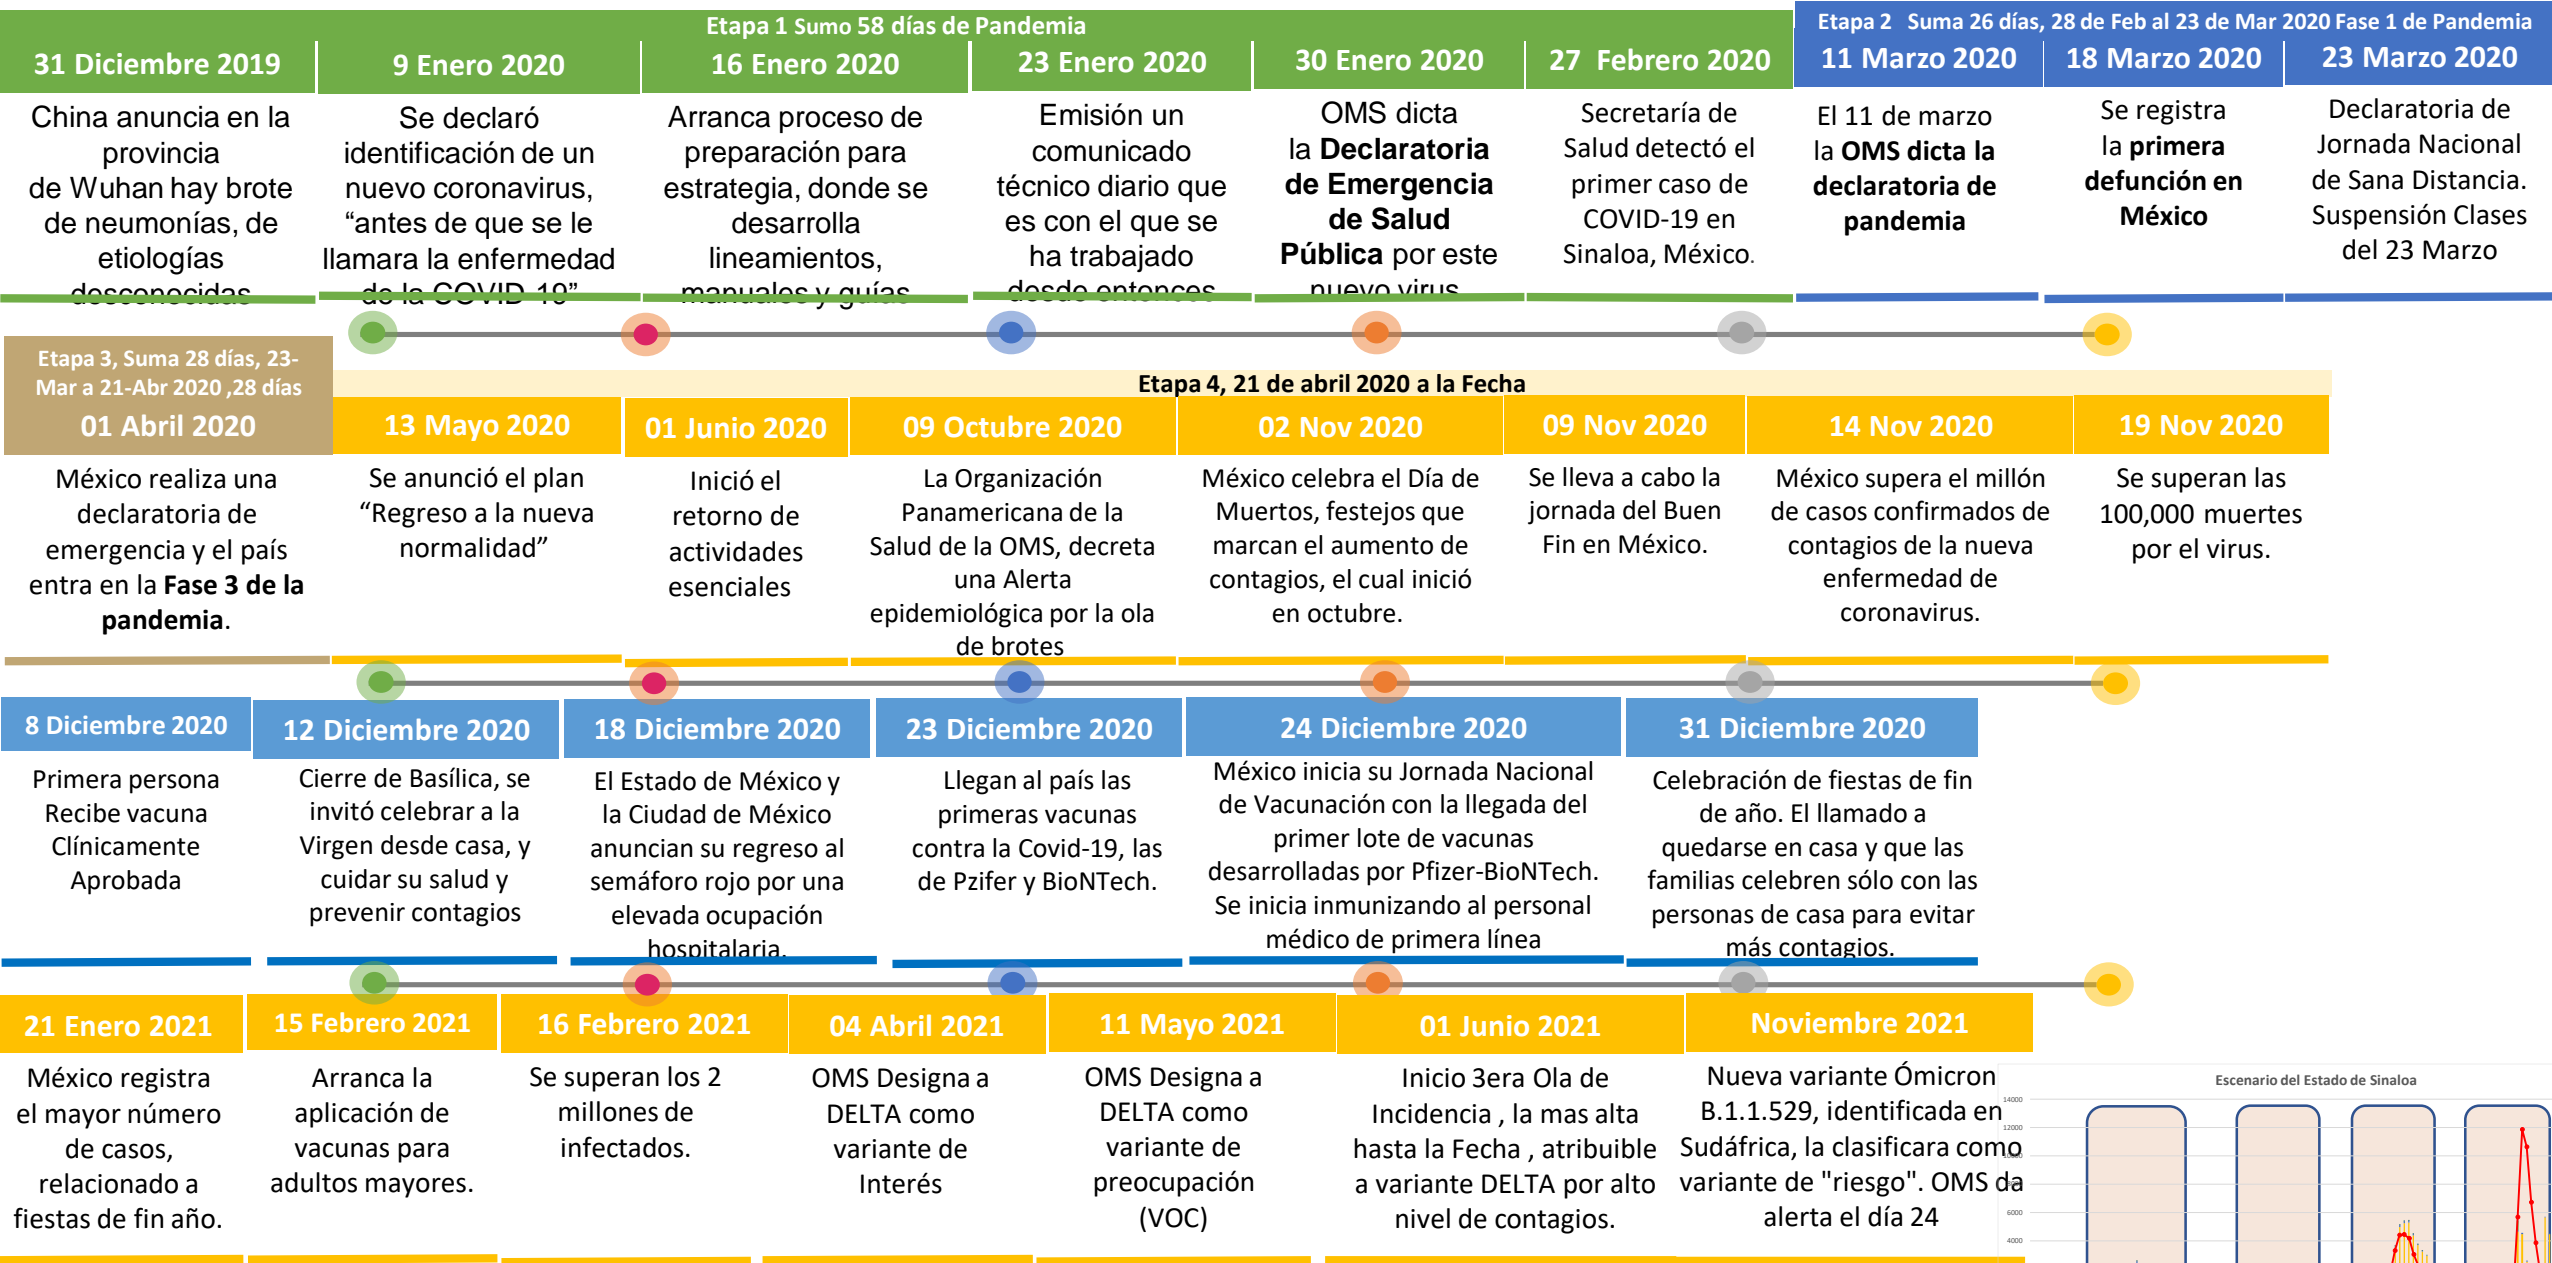 Etapa 1 Sumo 58 días de Pandemia
Etapa 2 Suma 26 días, 28 de Feb al 23 de Mar 2020 Fase 1 de Pandemia
31 Diciembre 2019
China anuncia en la
provincia
de Wuhan hay brote
de neumonías, de
etiologías
desconocidas
9 Enero 2020
Se declaró
identificación de un
nuevo coronavirus,
“antes de que se le
llamara la enfermedad
de la COVID-19”
16 Enero 2020
Arranca proceso de
preparación para
estrategia, donde se
desarrolla
lineamientos,
manuales y guías
23 Enero 2020
Emisión un
comunicado
técnico diario que
es con el que se
ha trabajado
desde entonces
30 Enero 2020
OMS dicta
la Declaratoria
de Emergencia
de Salud
Pública por este
nuevo virus
27 Febrero 2020
Secretaría de
Salud detectó el
primer caso de
COVID-19 en
Sinaloa, México.
11 Marzo 2020
El 11 de marzo
la OMS dicta la
declaratoria de
pandemia
18 Marzo 2020
Se registra
la primera
defunción en
México
23 Marzo 2020
Declaratoria de
Jornada Nacional
de Sana Distancia.
Suspensión Clases
del 23 Marzo
Etapa 3, Suma 28 días, 23-
Mar a 21-Abr 2020 ,28 días
01 Abril 2020
México realiza una
declaratoria de
emergencia y el país
entra en la Fase 3 de la
pandemia.
Etapa 4, 21 de abril 2020 a la Fecha
13 Mayo 2020
Se anunció el plan
“Regreso a la nueva
normalidad”
01 Junio 2020
Inició el
retorno de
actividades
esenciales
09 Octubre 2020
La Organización
Panamericana de la
Salud de la OMS, decreta
una Alerta
epidemiológica por la ola
de brotes
02 Nov 2020
México celebra el Día de
Muertos, festejos que
marcan el aumento de
contagios, el cual inició
en octubre.
09 Nov 2020
Se lleva a cabo la
jornada del Buen
Fin en México.
14 Nov 2020
México supera el millón
de casos confirmados de
contagios de la nueva
enfermedad de
coronavirus.
19 Nov 2020
Se superan las
100,000 muertes
por el virus.
8 Diciembre 2020
Primera persona
Recibe vacuna
Clínicamente
Aprobada
12 Diciembre 2020
Cierre de Basílica, se
invitó celebrar a la
Virgen desde casa, y
cuidar su salud y
prevenir contagios
18 Diciembre 2020
El Estado de México y
la Ciudad de México
anuncian su regreso al
semáforo rojo por una
elevada ocupación
hospitalaria.
23 Diciembre 2020
Llegan al país las
primeras vacunas
contra la Covid-19, las
de Pzifer y BioNTech.
24 Diciembre 2020
México inicia su Jornada Nacional
de Vacunación con la llegada del
primer lote de vacunas
desarrolladas por Pfizer-BioNTech.
Se inicia inmunizando al personal
médico de primera línea
31 Diciembre 2020
Celebración de fiestas de fin
de año. El llamado a
quedarse en casa y que las
familias celebren sólo con las
personas de casa para evitar
más contagios.
21 Enero 2021
México registra
el mayor número
de casos,
relacionado a
fiestas de fin año.
15 Febrero 2021
Arranca la
aplicación de
vacunas para
adultos mayores.
16 Febrero 2021
Se superan los 2
millones de
infectados.
04 Abril 2021
OMS Designa a
DELTA como
variante de
Interés
11 Mayo 2021
OMS Designa a
DELTA como
variante de
preocupación
(VOC)
01 Junio 2021
Inicio 3era Ola de
Incidencia , la mas alta
hasta la Fecha , atribuible
a variante DELTA por alto
nivel de contagios.
Noviembre 2021
Nueva variante Ómicron
B.1.1.529, identificada en
Sudáfrica, la clasificara como
variante de "riesgo". OMS da
alerta el día 24
Escenario del Estado de Sinaloa
14000
12000
10000
6000
4000